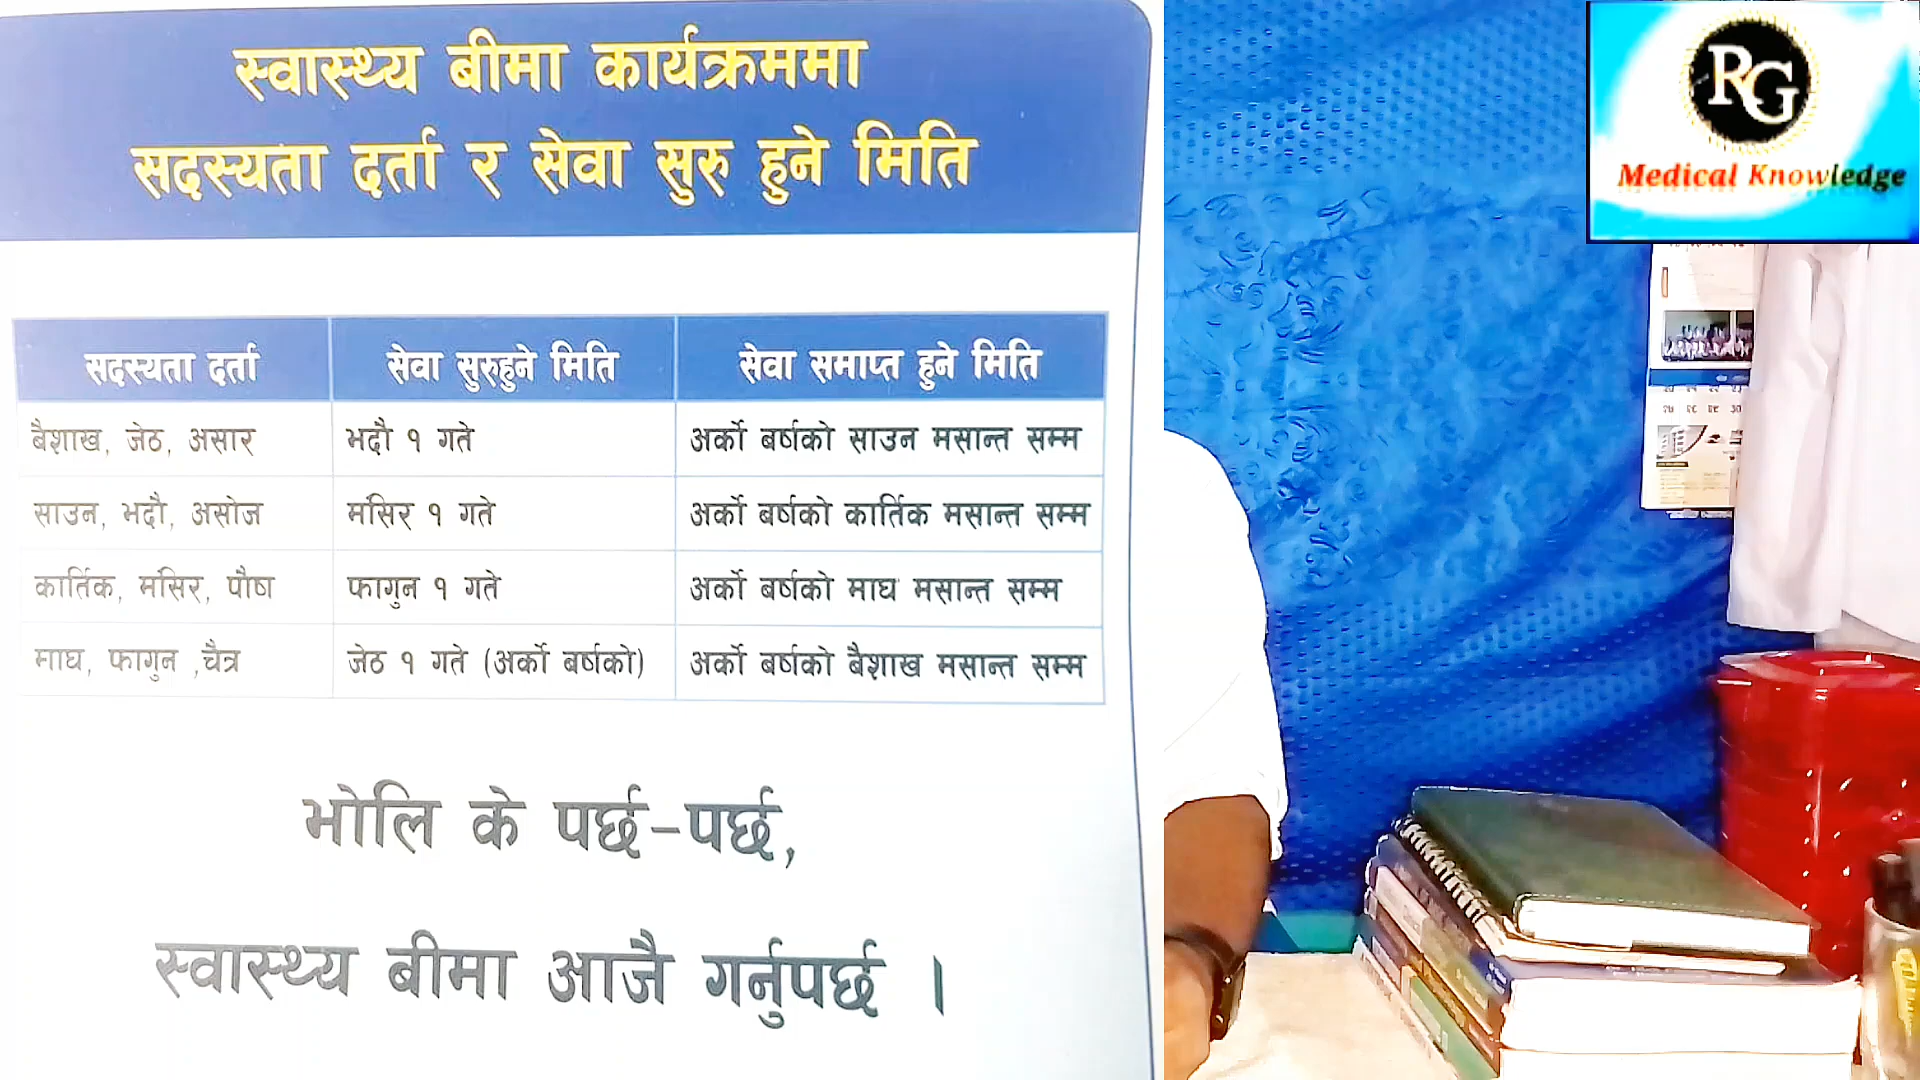 स्वास्थ्य बीमा कार्यक्रममा
सदस्यता दर्ता र सेवा सुरु हुने मिति
सदस्यता दर्ता सेवा सुरुहुने मिति सेवा समाप्त हुने मिति
बैशाख, जेठ, असार भदौ १ गते अर्को बर्षको साउन मसान्त सम्म
साउन, भदौ, असोज मंसिर १ गते अर्को बर्षको कार्तिक मसान्त सम्म
कार्तिक, मंसिर, पौष फागुन १ गते अर्को बर्षको माघ मसान्त सम्म
माघ, फागुन ,चैत्र जेठ १ गते (अर्को बर्षको) अर्को बर्षको बैशाख मसान्त सम्म
भोलि के पर्छ-पर्छ,
स्वास्थ्य बीमा आजै गर्नुपर्छ ।
RG
Medical Knowledge